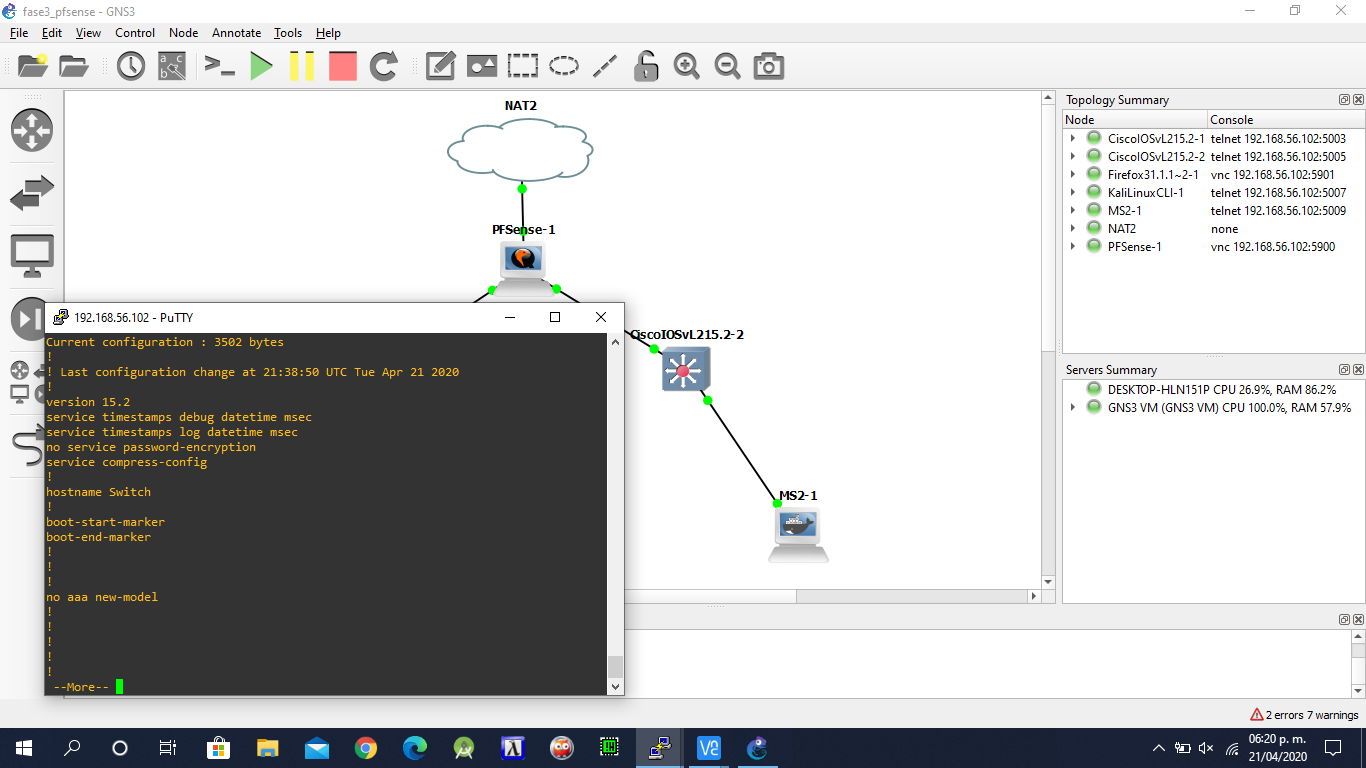 fase3_pfsense - GNS3
File Edit View Control Node Annotate Tools Help
NAT2
PFSense-1
CiscoIOSvL215.2-2
MS2-1
Topology Summary
Node Console
CiscoIOSvL215.2-1 telnet 192.168.56.102:5003
CiscoIOSvL215.2-2 telnet 192.168.56.102:5005
Firefox31.1.1~2-1 vnc 192.168.56.102:5901
KaliLinuxCLI-1 telnet 192.168.56.102:5007
MS2-1 telnet 192.168.56.102:5009
NAT2 none
PFSense-1 vnc 192.168.56.102:5900
Servers Summary
DESKTOP-HLN151P CPU 26.9%, RAM 86.2%
GNS3 VM (GNS3 VM) CPU 100.0%, RAM 57.9%
192.168.56.102 - PuTTY
Current configuration : 3502 bytes
!
! Last configuration change at 21:38:50 UTC Tue Apr 21 2020
!
version 15.2
service timestamps debug datetime msec
service timestamps log datetime msec
no service password-encryption
service compress-config
!
hostname Switch
!
boot-start-marker
boot-end-marker
!
!
!
no aaa new-model
!
!
!
!
!
--More--
2 errors 7 warnings
06:20 p. m.
21/04/2020